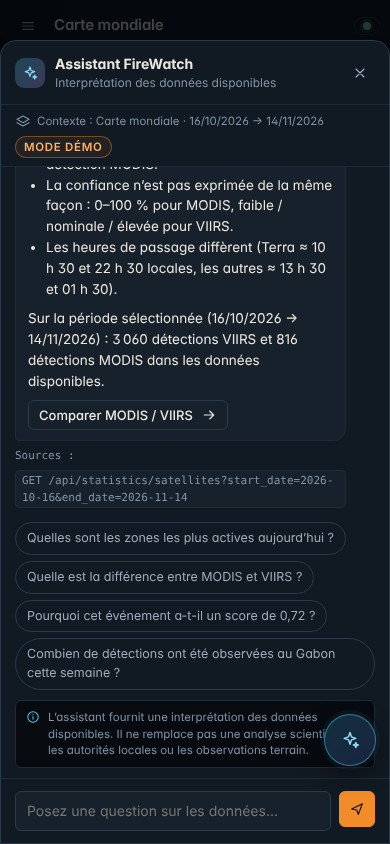 Carte mondiale
Assistant FireWatch
Interprétation des données disponibles
Contexte : Carte mondiale · 16/10/2026 → 14/11/2026
MODE DÉMO
détection MODIS.
• La confiance n'est pas exprimée de la même
façon : 0–100 % pour MODIS, faible /
nominale / élevée pour VIIRS.
• Les heures de passage diffèrent (Terra ≈ 10
h 30 et 22 h 30 locales, les autres ≈ 13 h 30
et 01 h 30).
Sur la période sélectionnée (16/10/2026 →
14/11/2026) : 3 060 détections VIIRS et 816
détections MODIS dans les données
disponibles.
Comparer MODIS / VIIRS →
Sources :
GET /api/statistics/satellites?start_date=2026-
10-16&end_date=2026-11-14
Quelles sont les zones les plus actives aujourd'hui ?
Quelle est la différence entre MODIS et VIIRS ?
Pourquoi cet événement a-t-il un score de 0,72 ?
Combien de détections ont été observées au Gabon
cette semaine ?
L'assistant fournit une interprétation des données
disponibles. Il ne remplace pas une analyse
les autorités locales ou les observations terrain.
Posez une question sur les données...